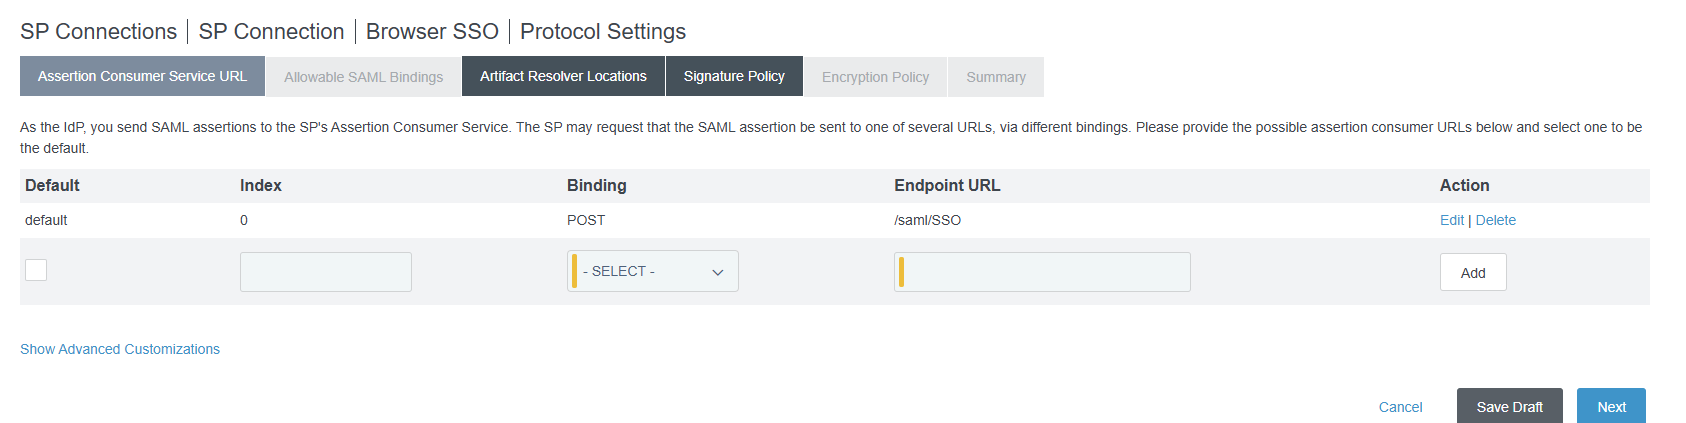 SP Connections | SP Connection | Browser SSO | Protocol Settings
Assertion Consumer Service URL Allowable SAML Bindings Artifact Resolver Locations Signature Policy Encryption Policy Summary
As the IdP, you send SAML assertions to the SP's Assertion Consumer Service. The SP may request that the SAML assertion be sent to one of several URLs, via different bindings. Please provide the possible assertion consumer URLs below and select one to be
the default.
Default Index Binding Endpoint URL Action
default 0 POST /saml/SSO Edit | Delete
- SELECT - Add
Show Advanced Customizations
Cancel Save Draft Next